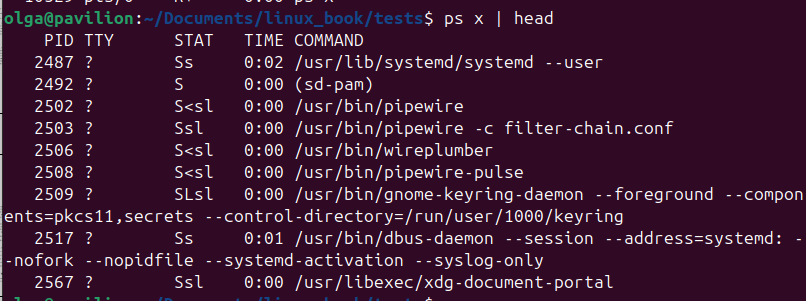 olga@pavilion:~/Documents/linux_book/tests$ ps x | head
    PID TTY      STAT   TIME COMMAND
   2487 ?        Ss     0:02 /usr/lib/systemd/systemd --user
   2492 ?        S      0:00 (sd-pam)
   2502 ?        S<sl   0:00 /usr/bin/pipewire
   2503 ?        Ssl    0:00 /usr/bin/pipewire -c filter-chain.conf
   2506 ?        S<sl   0:00 /usr/bin/wireplumber
   2508 ?        S<sl   0:00 /usr/bin/pipewire-pulse
   2509 ?        SLsl   0:00 /usr/bin/gnome-keyring-daemon --foreground --compon
ents=pkcs11,secrets --control-directory=/run/user/1000/keyring
   2517 ?        Ss     0:01 /usr/bin/dbus-daemon --session --address=systemd: -
-nofork --nopidfile --systemd-activation --syslog-only
   2567 ?        Ssl    0:00 /usr/libexec/xdg-document-portal